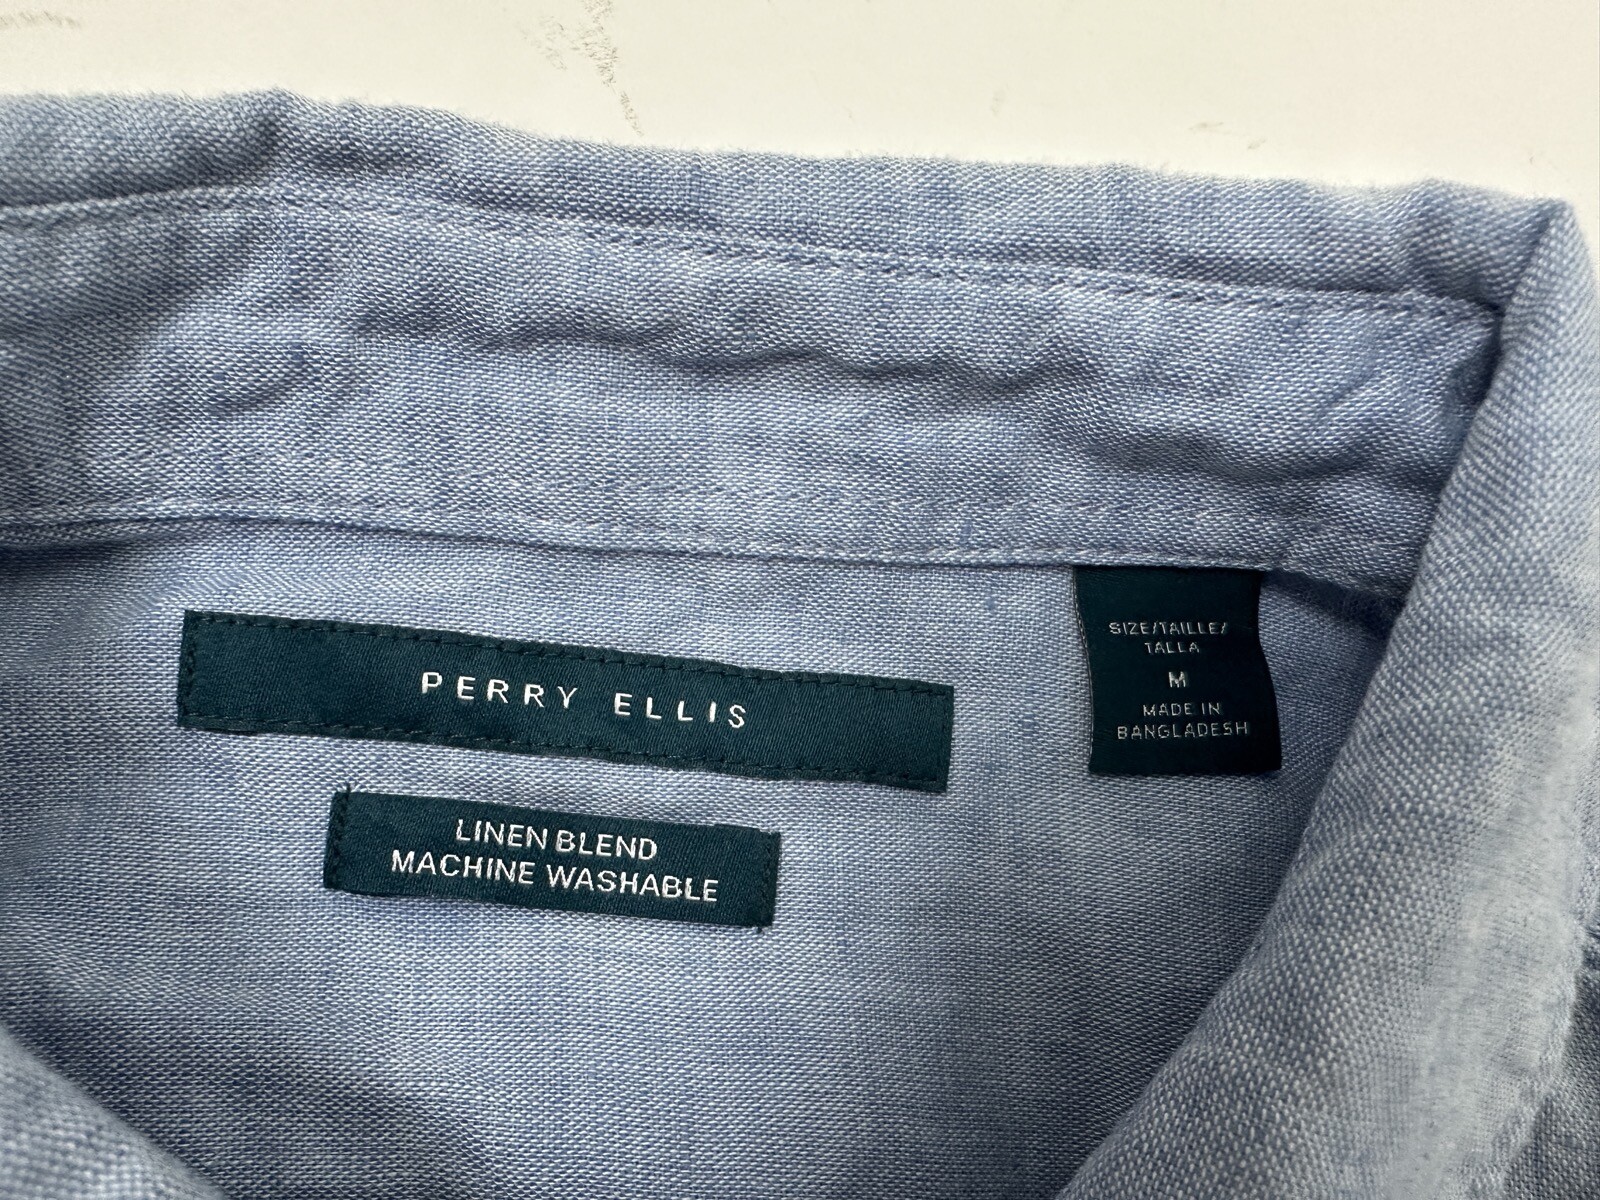 PERRY ELLIS
LINEN BLEND
MACHINE WASHABLE
SIZE/TAILLE/
TALLA
M
MADE IN
BANGLADESH